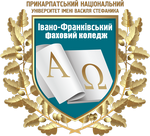 ПРИКАРПАТСЬКИЙ НАЦІОНАЛЬНИЙ
УНІВЕРСИТЕТ ІМЕНІ ВАСИЛЯ СТЕФАНИКА
Івано-Франківський
фаховий коледж
Α Ω